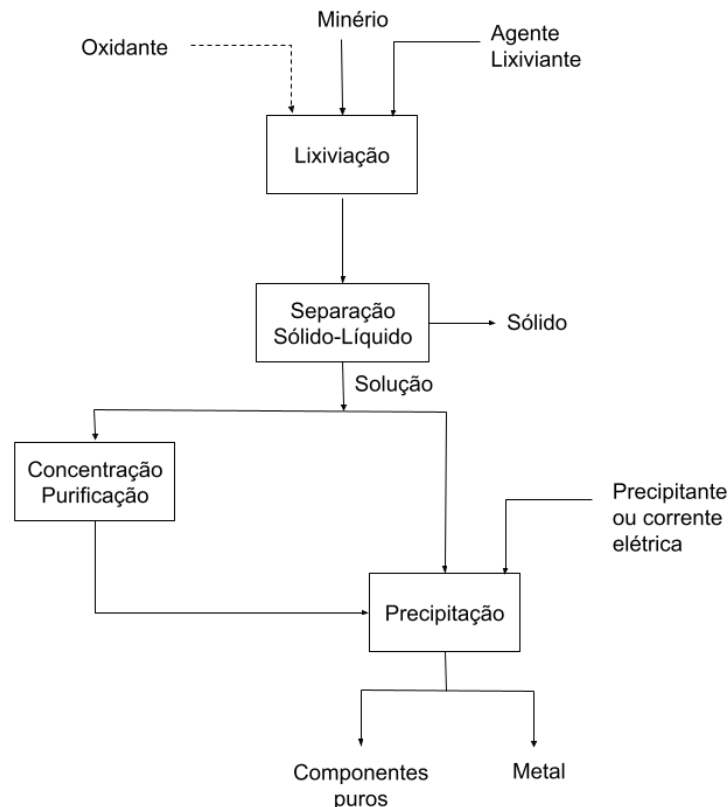 Minério
Oxidante
Agente
Lixiviante
Lixiviação
Separação
Sólido-Líquido
Sólido
Solução
Concentração
Purificação
Precipitante
ou corrente
elétrica
Precipitação
Componentes
puros
Metal